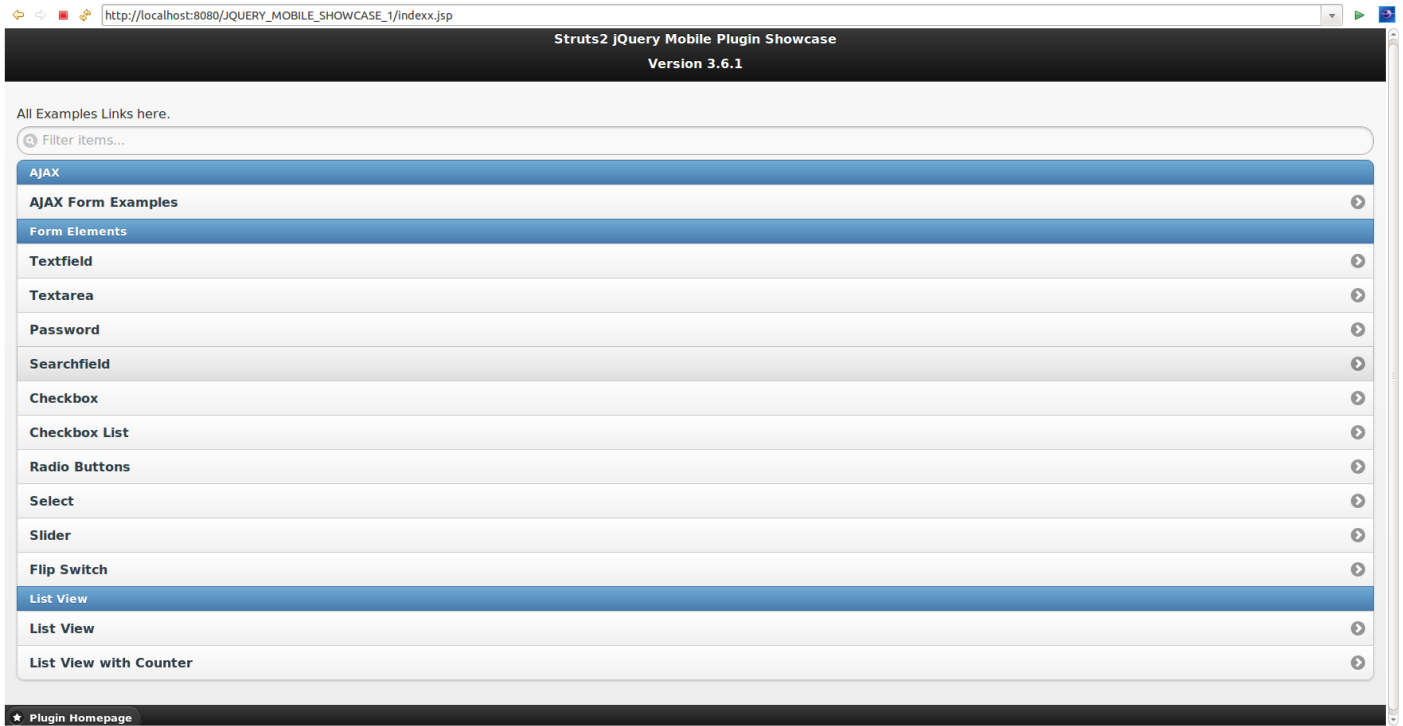 http://localhost:8080/JQUERY_MOBILE_SHOWCASE_1/indexx.jsp
Struts2 jQuery Mobile Plugin Showcase
Version 3.6.1
All Examples Links here.
Filter items...
AJAX
AJAX Form Examples
Form Elements
Textfield
Textarea
Password
Searchfield
Checkbox
Checkbox List
Radio Buttons
Select
Slider
Flip Switch
List View
List View
List View with Counter
Plugin Homepage